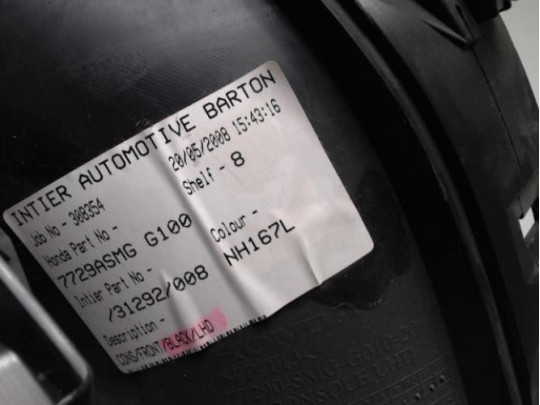 INTIER AUTOMOTIVE BARTON
20/05/2008 15:43:16
Job No - 308354
Shelf - 8
Honda Part No -
7729ASMG G100
Colour -
Intier Part No -
NH167L
/31292/008
Description -
CONS/FRONT/BLACK/LHD